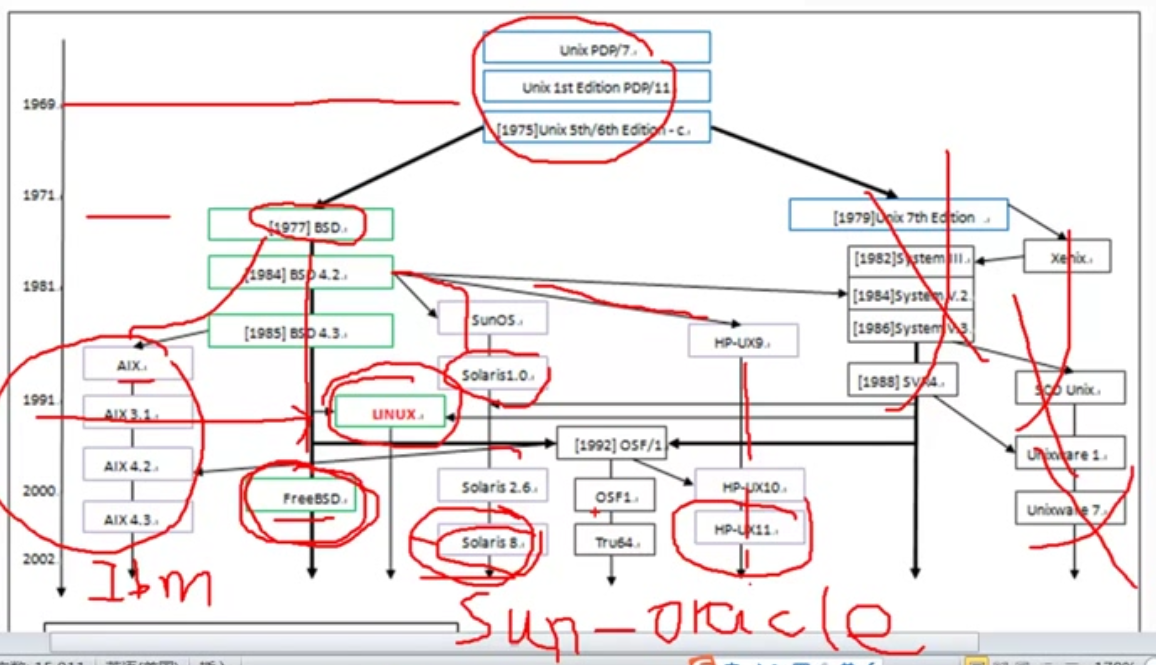 Unix PDP/7
Unix 1st Edition PDP/11
1969
[1975]Unix 5th/6th Edition - c
1971
[1977] BSD
[1979]Unix 7th Edition
[1982]System III
Xenix
[1984] BSD 4.2
1981
[1984]System V.2
SunOS
[1985] BSD 4.3
[1986]System V.3
HP-UX9
AIX
Solaris1.0
[1988] SVR4
SCO Unix
1991
AIX 3.1
LINUX
[1992] OSF/1
Unixware 1
AIX 4.2
2000
FreeBSD
Solaris 2.6
OSF1
HP-UX10
Unixware 7
AIX 4.3
Solaris 8
Tru64
HP-UX11
2002
Ibm
Sun-oracle